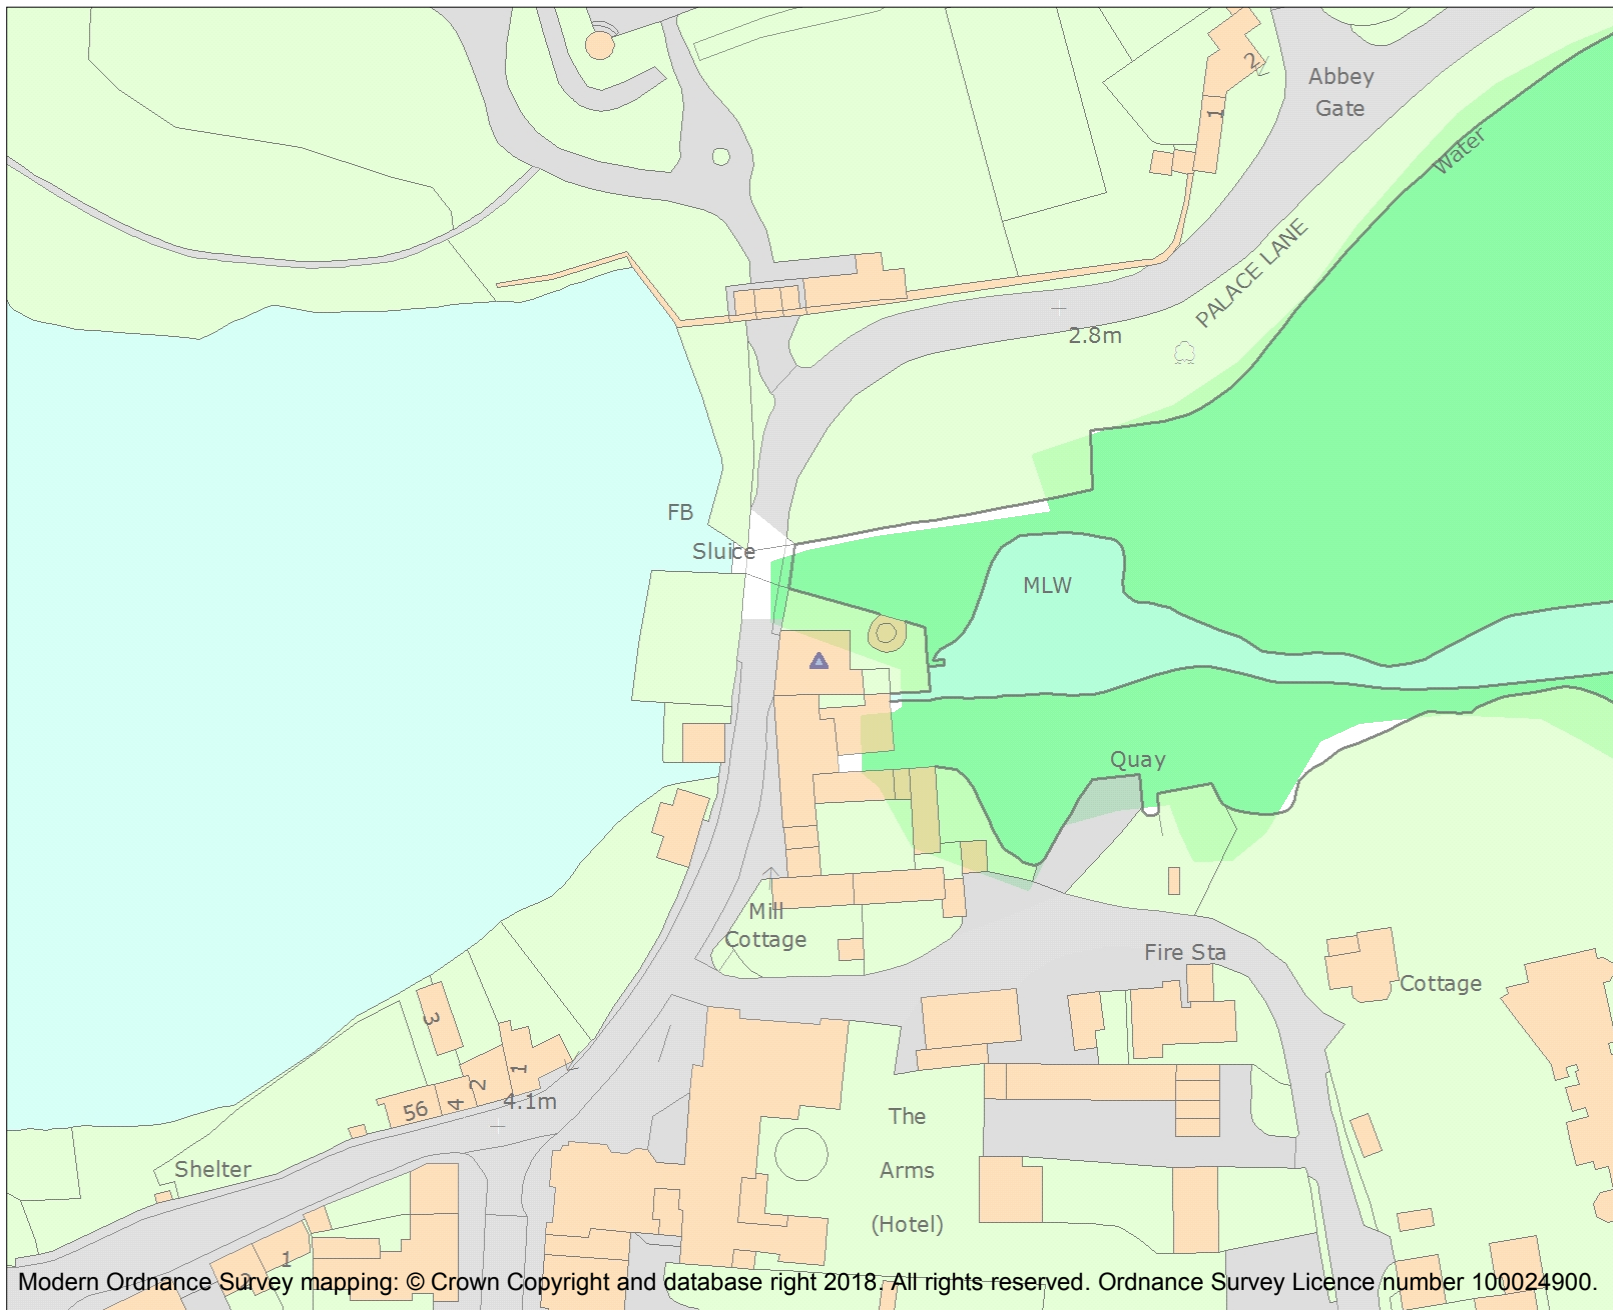 2
Abbey
Gate
1
Water
PALACE LANE
2.8m
FB
Sluice
MLW
Quay
Mill
Cottage
Fire Sta
Cottage
3
1
2
4
56
4.1m
The
Arms
(Hotel)
Shelter
1
2
Modern Ordnance Survey mapping: © Crown Copyright and database right 2018. All rights reserved. Ordnance Survey Licence number 100024900.